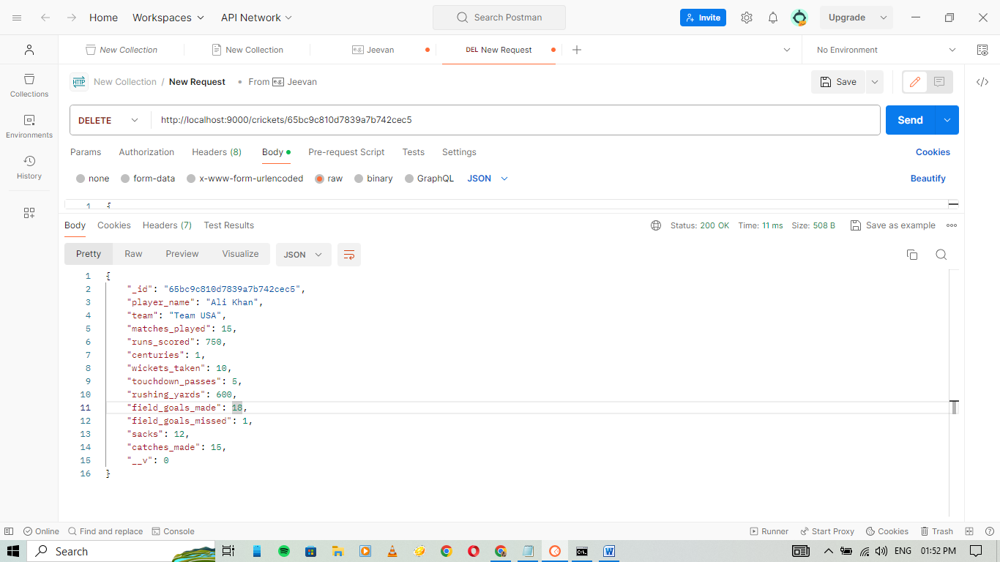 Home Workspaces API Network Search Postman Invite Upgrade
New Collection New Collection e.g. Jeevan DEL New Request No Environment
HTTP New Collection / New Request From e.g. Jeevan Save
Collections
Environments
History
DELETE http://localhost:9000/crickets/65bc9c810d7839a7b742cec5 Send
Params Authorization Headers (8) Body Pre-request Script Tests Settings Cookies
none form-data x-www-form-urlencoded raw binary GraphQL JSON Beautify
1 {
Body Cookies Headers (7) Test Results Status: 200 OK Time: 11 ms Size: 508 B Save as example
Pretty Raw Preview Visualize JSON
1 {
2 "_id": "65bc9c810d7839a7b742cec5",
3 "player_name": "Ali Khan",
4 "team": "Team USA",
5 "matches_played": 15,
6 "runs_scored": 750,
7 "centuries": 1,
8 "wickets_taken": 10,
9 "touchdown_passes": 5,
10 "rushing_yards": 600,
11 "field_goals_made": 18,
12 "field_goals_missed": 1,
13 "sacks": 12,
14 "catches_made": 15,
15 "__v": 0
16 }
Online Find and replace Console Runner Start Proxy Cookies Trash
Search ENG 01:52 PM